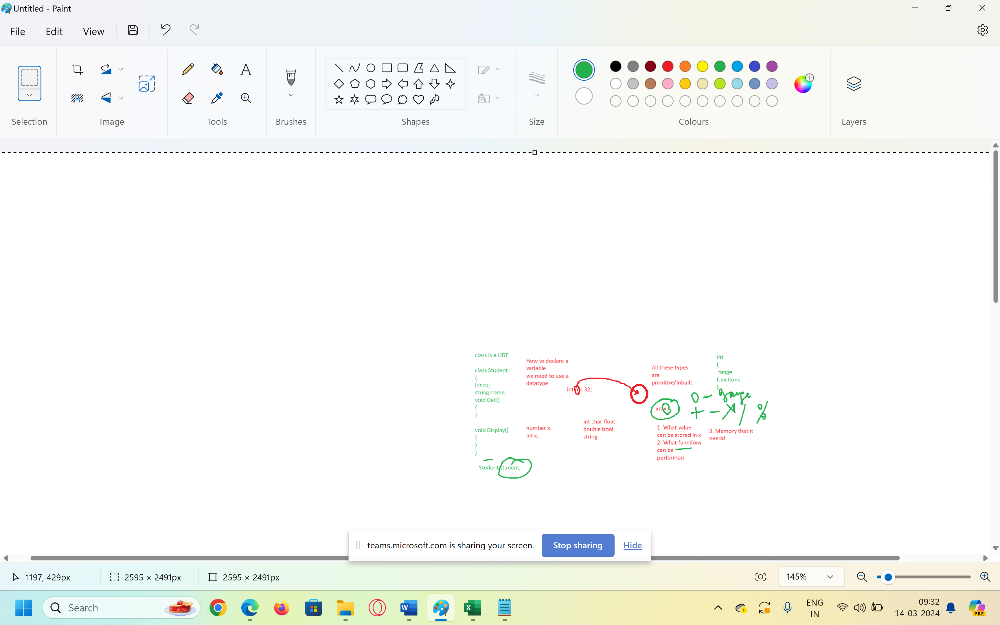 Untitled - Paint
File Edit View
Selection Image Tools Brushes Shapes Size Colours Layers
class is a UDT
class Student
{
int rn;
string name;
void Get()
{
}
void Display()
{
}
}
Student student;
How to declare a
variable
we need to use a
datatype
int n = 32;
number x;
int x;
int char float
double bool
string
All these types
are
primitive/inbuilt
int x;
1. What value
can be stored in x
2. What functions
can be
performed
int
{
range
functions
}
0 - range
+ - * / %
3. Memory that it
needd
teams.microsoft.com is sharing your screen. Stop sharing Hide
1197, 429px 2595 × 2491px 2595 × 2491px 145%
Search
W
X
ENG
IN
09:32
14-03-2024
PRE